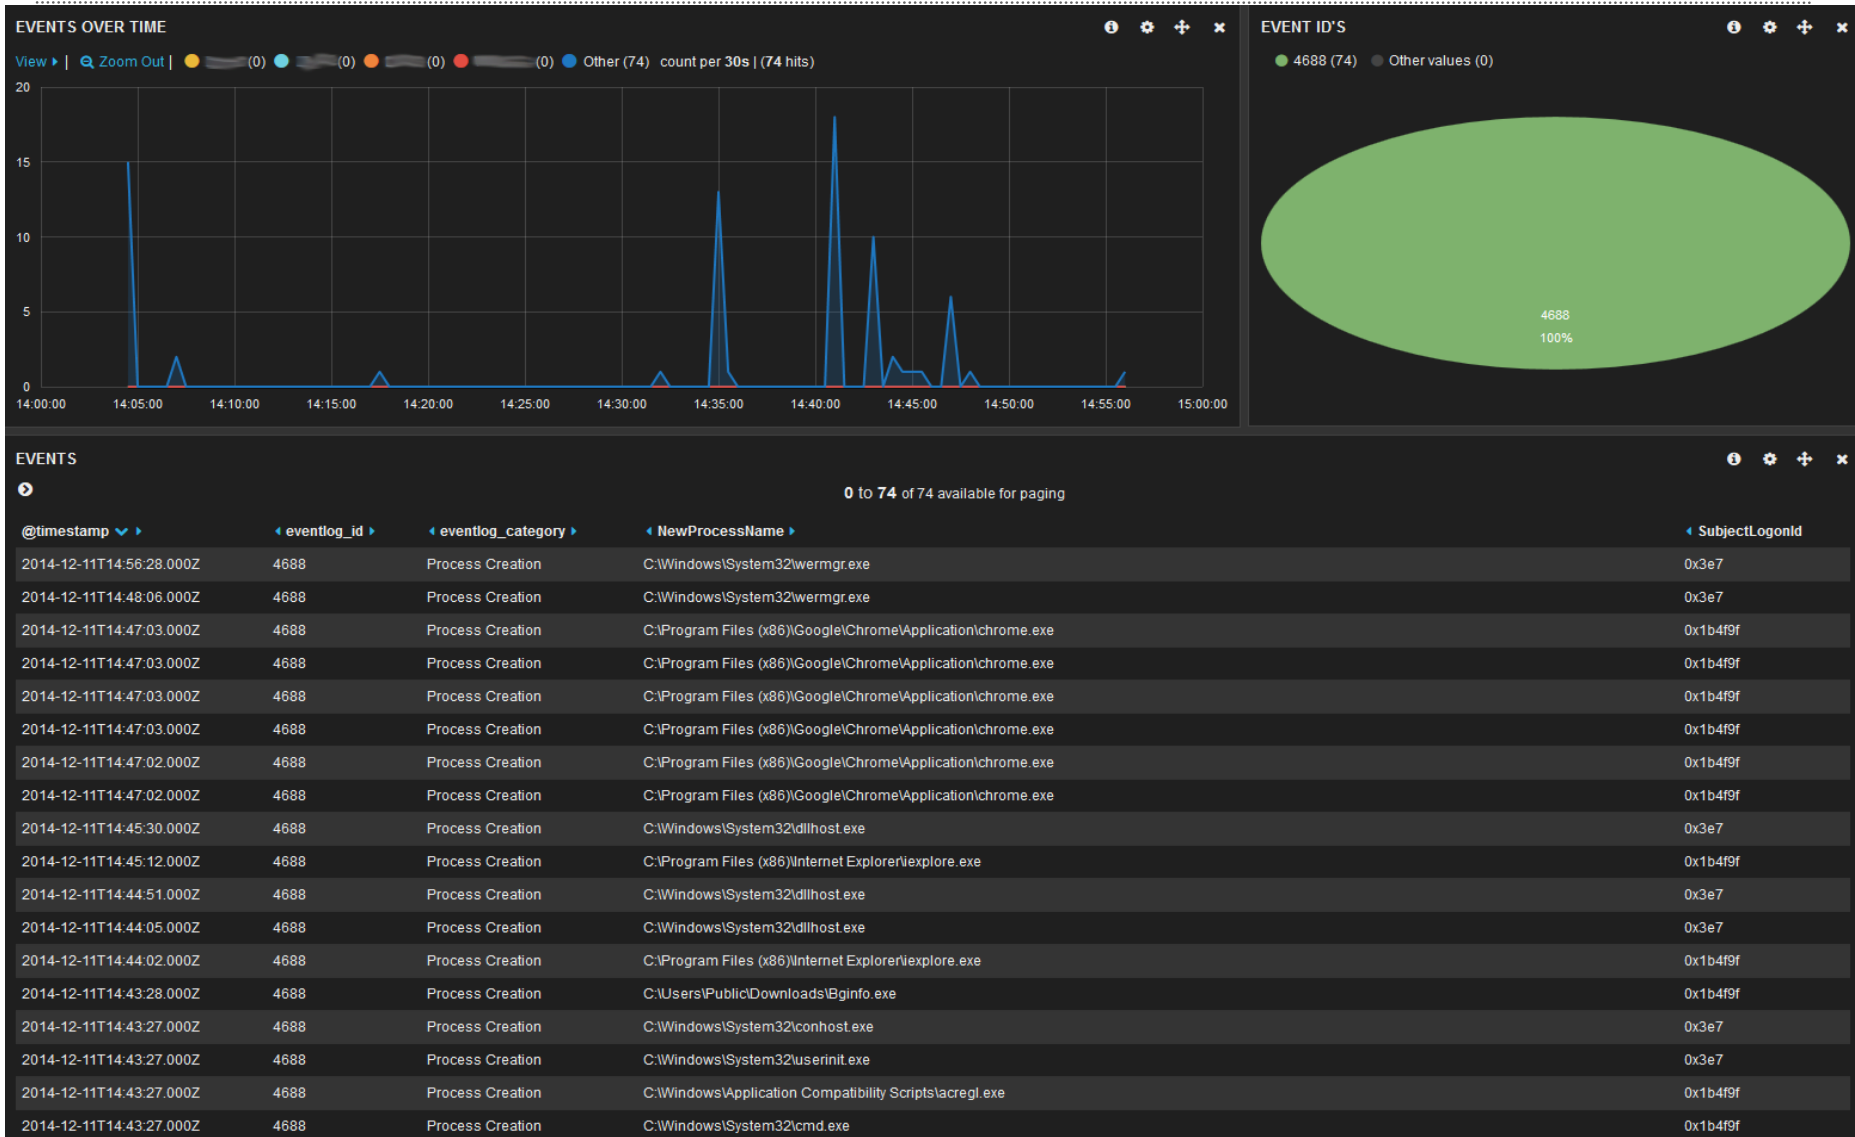 EVENTS OVER TIME
View | Zoom Out | (0) (0) (0) (0) Other (74) count per 30s | (74 hits)
20
15
10
5
0
14:00:00 14:05:00 14:10:00 14:15:00 14:20:00 14:25:00 14:30:00 14:35:00 14:40:00 14:45:00 14:50:00 14:55:00 15:00:00
EVENT ID'S
4688 (74) Other values (0)
4688
100%
EVENTS
0 to 74 of 74 available for paging
@timestamp eventlog_id eventlog_category NewProcessName SubjectLogonId
2014-12-11T14:56:28.000Z 4688 Process Creation C:\Windows\System32\wermgr.exe 0x3e7
2014-12-11T14:48:06.000Z 4688 Process Creation C:\Windows\System32\wermgr.exe 0x3e7
2014-12-11T14:47:03.000Z 4688 Process Creation C:\Program Files (x86)\Google\Chrome\Application\chrome.exe 0x1b4f9f
2014-12-11T14:47:03.000Z 4688 Process Creation C:\Program Files (x86)\Google\Chrome\Application\chrome.exe 0x1b4f9f
2014-12-11T14:47:03.000Z 4688 Process Creation C:\Program Files (x86)\Google\Chrome\Application\chrome.exe 0x1b4f9f
2014-12-11T14:47:03.000Z 4688 Process Creation C:\Program Files (x86)\Google\Chrome\Application\chrome.exe 0x1b4f9f
2014-12-11T14:47:02.000Z 4688 Process Creation C:\Program Files (x86)\Google\Chrome\Application\chrome.exe 0x1b4f9f
2014-12-11T14:47:02.000Z 4688 Process Creation C:\Program Files (x86)\Google\Chrome\Application\chrome.exe 0x1b4f9f
2014-12-11T14:45:30.000Z 4688 Process Creation C:\Windows\System32\dllhost.exe 0x3e7
2014-12-11T14:45:12.000Z 4688 Process Creation C:\Program Files (x86)\Internet Explorer\iexplore.exe 0x1b4f9f
2014-12-11T14:44:51.000Z 4688 Process Creation C:\Windows\System32\dllhost.exe 0x3e7
2014-12-11T14:44:05.000Z 4688 Process Creation C:\Windows\System32\dllhost.exe 0x3e7
2014-12-11T14:44:02.000Z 4688 Process Creation C:\Program Files (x86)\Internet Explorer\iexplore.exe 0x1b4f9f
2014-12-11T14:43:28.000Z 4688 Process Creation C:\Users\Public\Downloads\Bginfo.exe 0x1b4f9f
2014-12-11T14:43:27.000Z 4688 Process Creation C:\Windows\System32\conhost.exe 0x3e7
2014-12-11T14:43:27.000Z 4688 Process Creation C:\Windows\System32\userinit.exe 0x3e7
2014-12-11T14:43:27.000Z 4688 Process Creation C:\Windows\Application Compatibility Scripts\acregl.exe 0x1b4f9f
2014-12-11T14:43:27.000Z 4688 Process Creation C:\Windows\System32\cmd.exe 0x1b4f9f